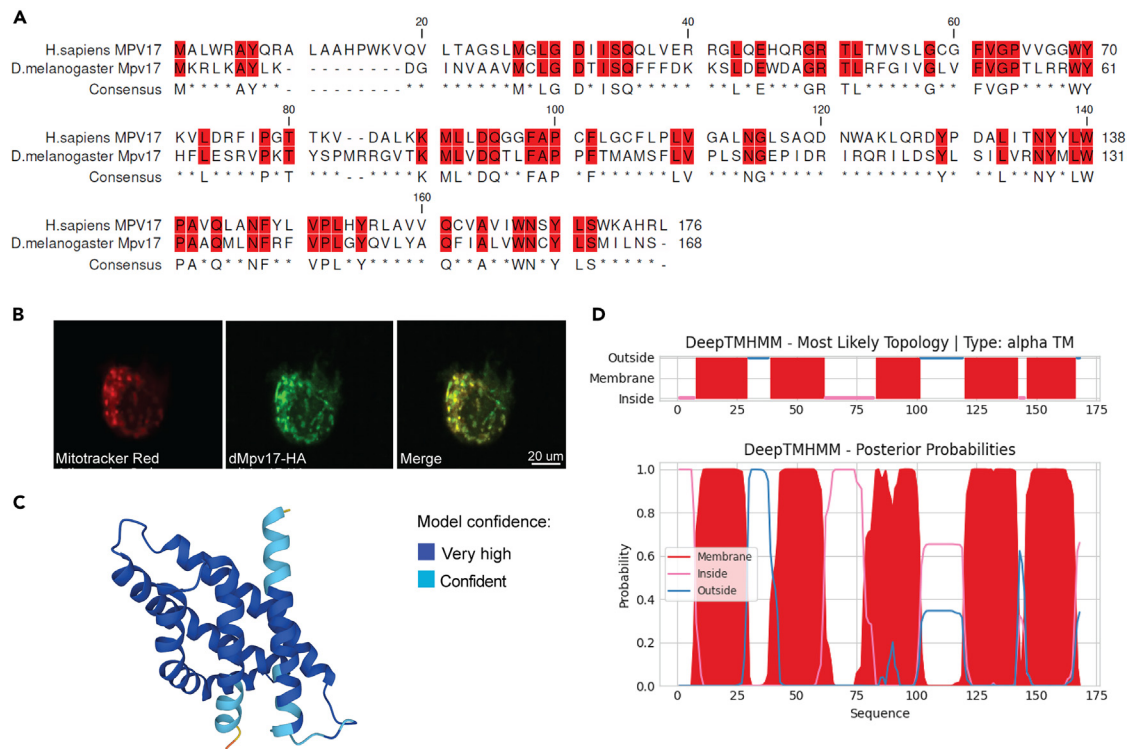 A
20 40 60
H.sapiens MPV17 MALWRAYQRA LAAHPWKVQV LTAGSLMGLG DIISQQLVER RGLQEHQRGR TLTMVSLGCG FVGPVVGGWY 70
D.melanogaster Mpv17 MKRLKAYLK- --------DG INVAAVMCLG DTISQFFFDK KSLDEWDAGR TLRFGIVGLV FVGPTLRRWY 61
Consensus M****AY**- --------** ******M*LG D*ISQ***** **L*E***GR TL*****G** FVGP****WY
80 100 120 140
H.sapiens MPV17 KVLDRFIPGT TKV--DALKK MLLDQGGFAP CFLGCFLPLV GALNGLSAQD NWAKLQRDYP DALITNYYLW 138
D.melanogaster Mpv17 HFLESRVPKT YSPMRRGVTK MLVDQTLFAP PFTMAMSFLV PLSNGEPIDR IRQRILDSYL SILVRNYMLW 131
Consensus **L****P*T ***--****K ML*DQ**FAP *F******LV ***NG***** ********Y* **L**NY*LW
160
H.sapiens MPV17 PAVQLANFYL VPLHYRLAVV QCVAVIWNSY LSWKAHRL 176
D.melanogaster Mpv17 PAAQMLNFRF VPLGYQVLYA QFIALVWNCY LSMILNS- 168
Consensus PA*Q**NF** VPL*Y***** Q**A**WN*Y LS*****-
B
Mitotracker Red
dMpv17-HA
Merge
20 um
C
Model confidence:
Very high
Confident
D
DeepTMHMM - Most Likely Topology | Type: alpha TM
Outside
Membrane
Inside
0 25 50 75 100 125 150 175
DeepTMHMM - Posterior Probabilities
1.0
0.8
0.6
0.4
0.2
0.0
Probability
Membrane
Inside
Outside
0 25 50 75 100 125 150 175
Sequence